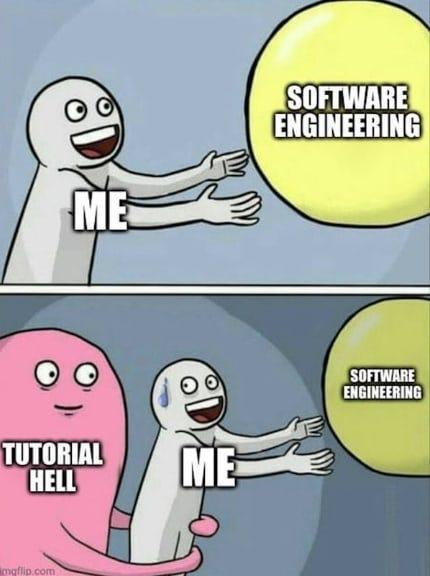 SOFTWARE
ENGINEERING
ME
SOFTWARE
ENGINEERING
TUTORIAL
HELL
ME
imgflip.com